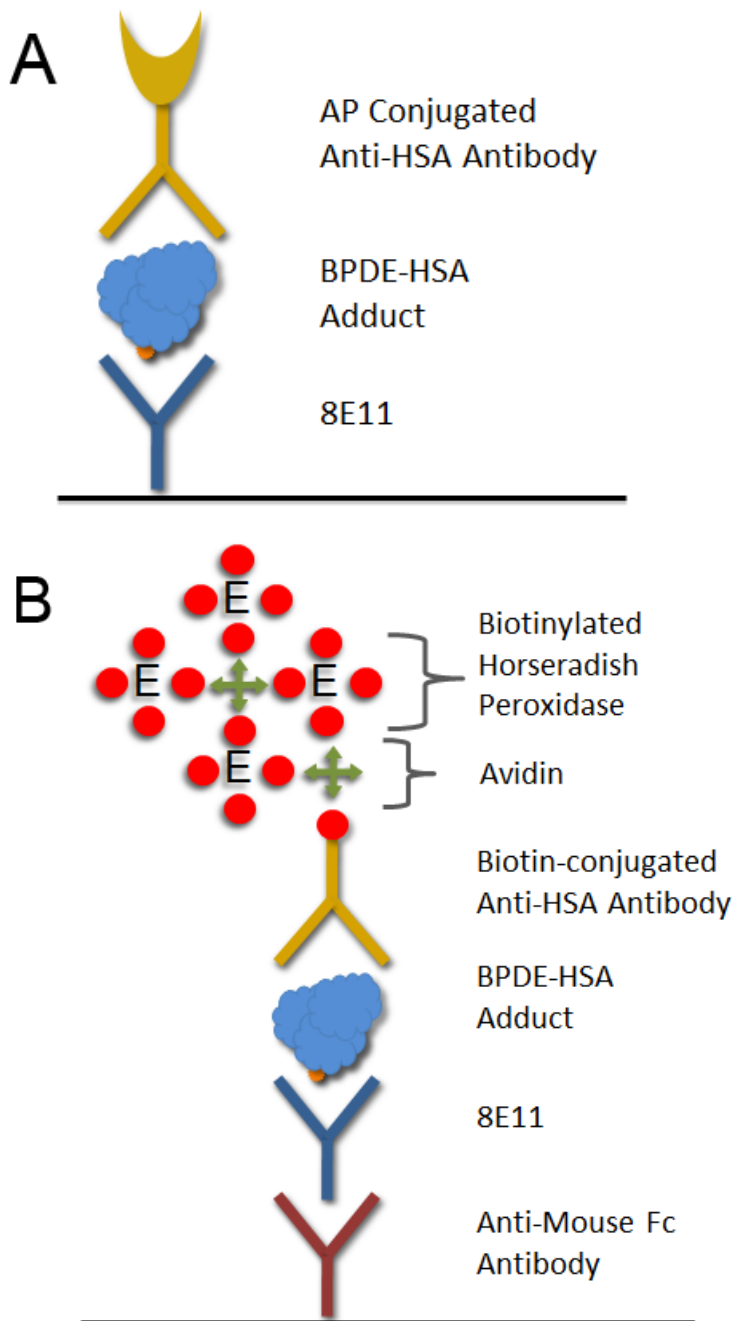 A
AP Conjugated
Anti-HSA Antibody
BPDE-HSA
Adduct
8E11
B
E
E
E
E
Biotinylated
Horseradish
Peroxidase
Avidin
Biotin-conjugated
Anti-HSA Antibody
BPDE-HSA
Adduct
8E11
Anti-Mouse Fc
Antibody